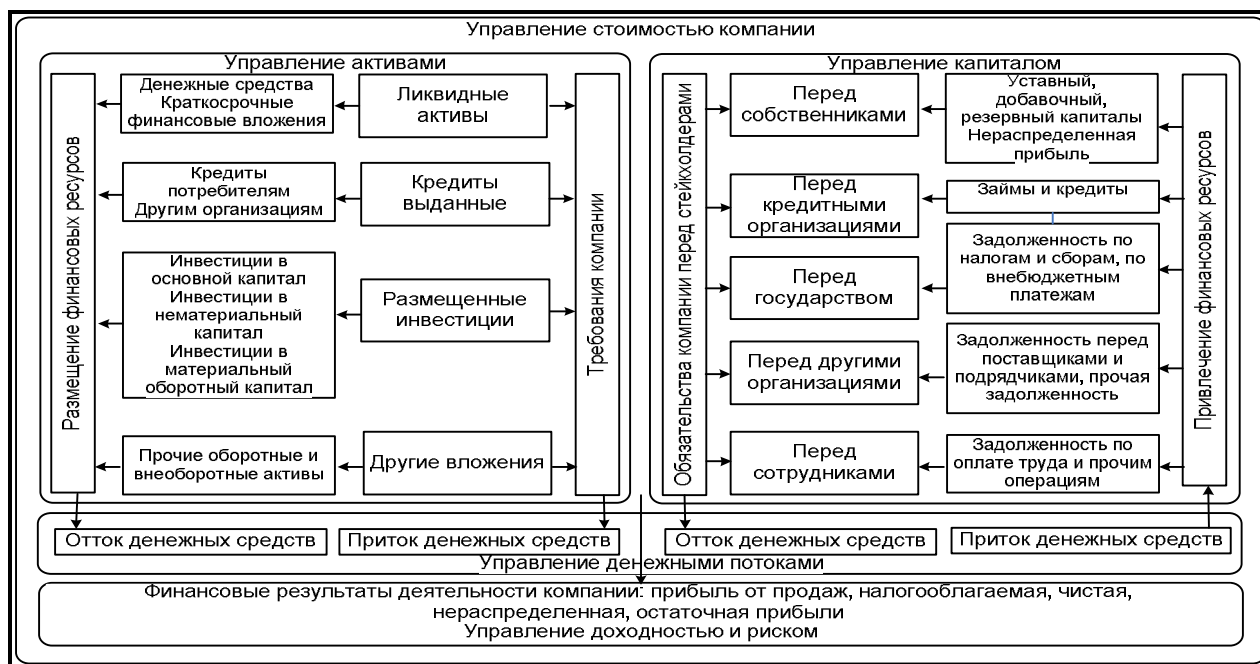 Управление стоимостью компании
Управление активами
Размещение финансовых ресурсов
Денежные средства
Краткосрочные
финансовые вложения
Ликвидные
активы
Кредиты
потребителям
Другим организациям
Кредиты
выданные
Инвестиции в
основной капитал
Инвестиции в
нематериальный
капитал
Инвестиции в
материальный
оборотный капитал
Размещенные
инвестиции
Прочие оборотные и
внеоборотные активы
Другие вложения
Требования компании
Управление капиталом
Обязательства компании перед стейкхолдерами
Перед
собственниками
Уставный,
добавочный,
резервный капиталы
Нераспределенная
прибыль
Перед
кредитными
организациями
Займы и кредиты
Перед
государством
Задолженность по
налогам и сборам, по
внебюджетным
платежам
Перед другими
организациями
Задолженность перед
поставщиками и
подрядчиками, прочая
задолженность
Перед
сотрудниками
Задолженность по
оплате труда и прочим
операциям
Привлечение финансовых ресурсов
Отток денежных средств
Приток денежных средств
Отток денежных средств
Приток денежных средств
Управление денежными потоками
Финансовые результаты деятельности компании: прибыль от продаж, налогооблагаемая, чистая,
нераспределенная, остаточная прибыли
Управление доходностью и риском